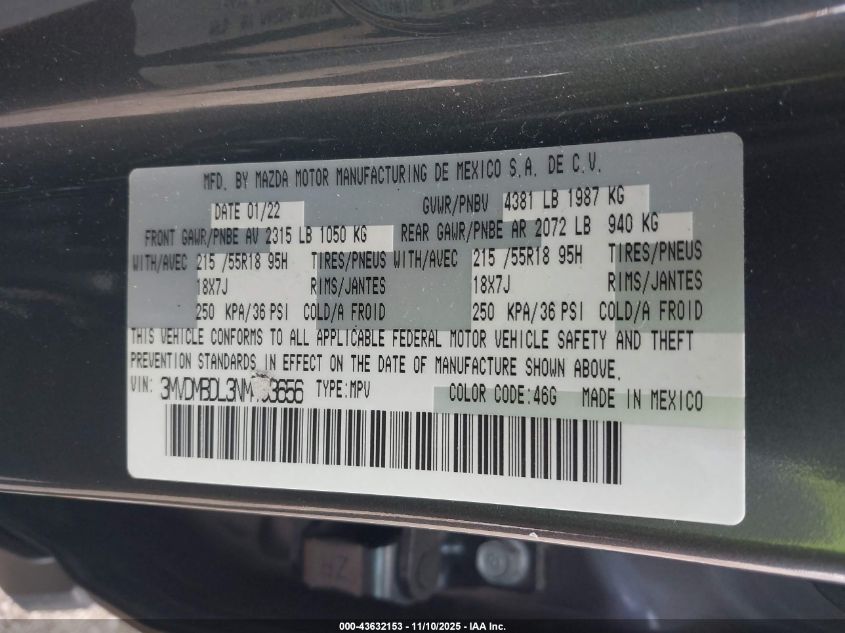 MFD. BY MAZDA MOTOR MANUFACTURING DE MEXICO S.A. DE C.V.
DATE 01/22 GVWR/PNBV 4381 LB 1987 KG
FRONT GAWR/PNBE AV 2315 LB 1050 KG REAR GAWR/PNBE AR 2072 LB 940 KG
WITH/AVEC 215 /55R18 95H TIRES/PNEUS WITH/AVEC 215 /55R18 95H TIRES/PNEUS
18X7J RIMS/JANTES 18X7J RIMS/JANTES
250 KPA/36 PSI COLD/A FROID 250 KPA/36 PSI COLD/A FROID
THIS VEHICLE CONFORMS TO ALL APPLICABLE FEDERAL MOTOR VEHICLE SAFETY AND THEFT
PREVENTION STANDARDS IN EFFECT ON THE DATE OF MANUFACTURE SHOWN ABOVE.
VIN: TYPE:MPV COLOR CODE:46G MADE IN MEXICO
000-43632153 — 11/10/2025 — IAA Inc.